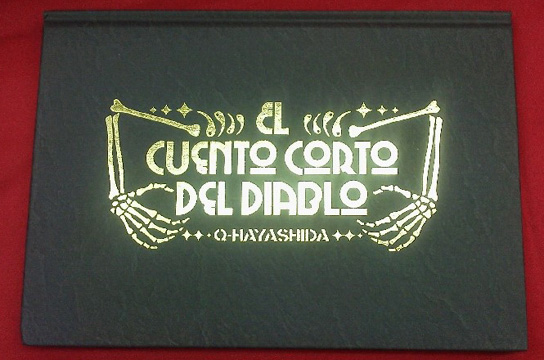 EL
CUENTO CORTO
DEL DIABLO
Q·HAYASHIDA